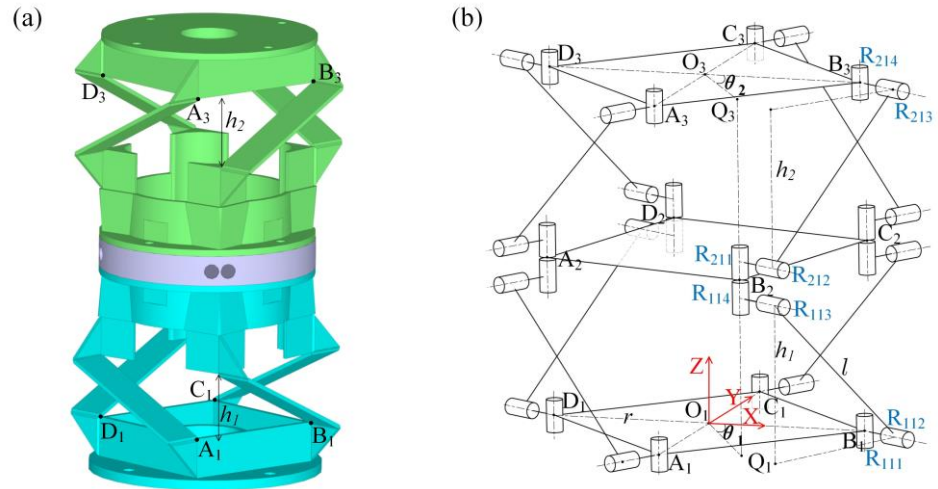 (a)
B₃
D₃
A₃
h₂
C₁
h₁
D₁
B₁
A₁
(b)
C₃
D₃
O₃
B₃
R₂₁₄
θ₂
A₃
Q₃
R₂₁₃
h₂
D₂
C₂
A₂
R₂₁₁
R₂₁₂
B₂
R₁₁₄
R₁₁₃
h₁
l
Z
D₁
Y
C₁
r
O₁
X
R₁₁₂
θ₁
B₁
A₁
Q₁
R₁₁₁